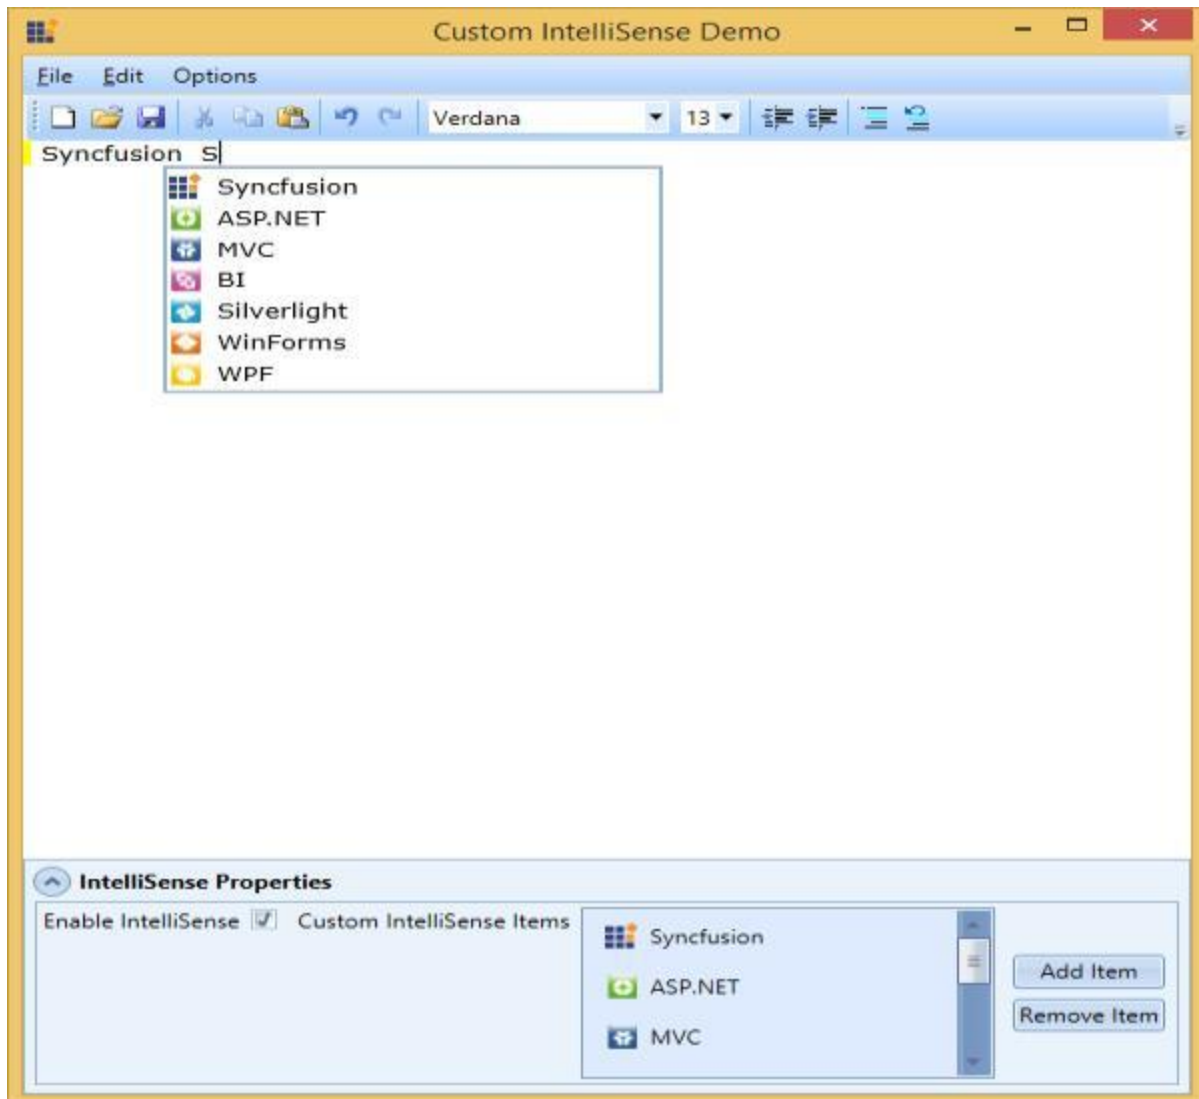 Custom IntelliSense Demo
File Edit Options
Verdana 13
Syncfusion S
Syncfusion
ASP.NET
MVC
BI
Silverlight
WinForms
WPF
IntelliSense Properties
Enable IntelliSense Custom IntelliSense Items
Syncfusion
ASP.NET
MVC
Add Item
Remove Item